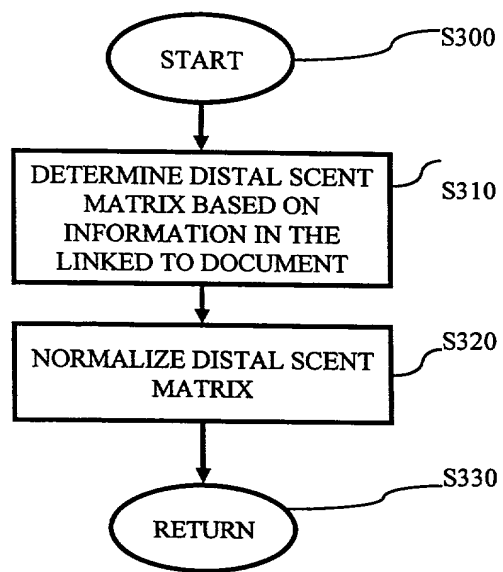 START
S300
DETERMINE DISTAL SCENT
MATRIX BASED ON
INFORMATION IN THE
LINKED TO DOCUMENT
S310
NORMALIZE DISTAL SCENT
MATRIX
S320
RETURN
S330